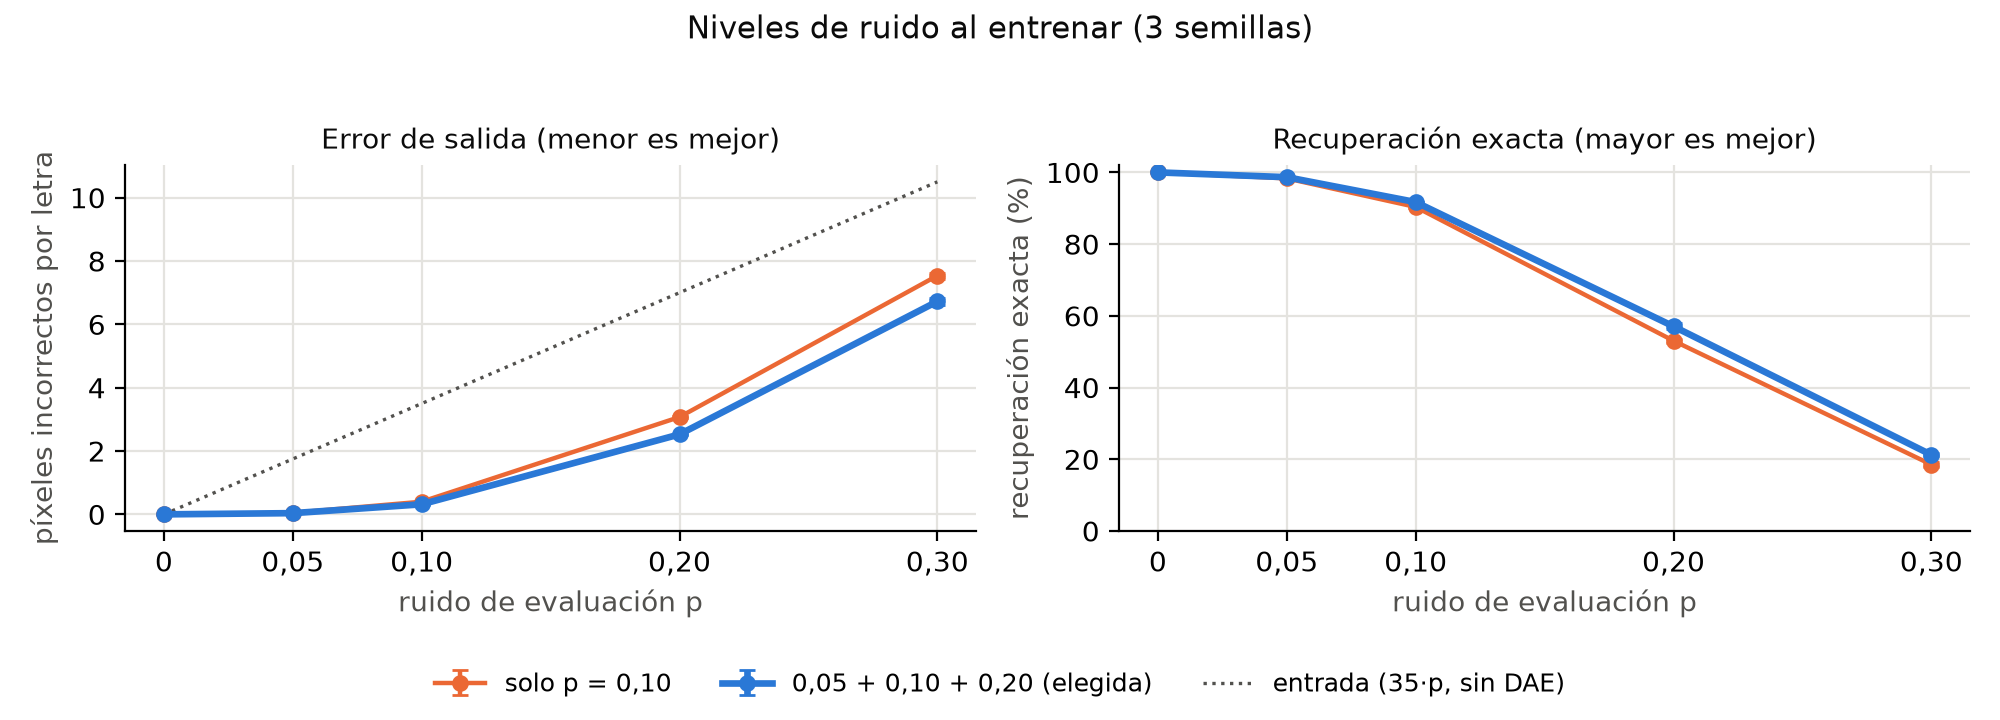 Niveles de ruido al entrenar (3 semillas)
Error de salida (menor es mejor)
píxeles incorrectos por letra
10
8
6
4
2
0
0
0,05
0,10
0,20
0,30
ruido de evaluación p
Recuperación exacta (mayor es mejor)
recuperación exacta (%)
100
80
60
40
20
0
0
0,05
0,10
0,20
0,30
ruido de evaluación p
solo p = 0,10
0,05 + 0,10 + 0,20 (elegida)
entrada (35·p, sin DAE)